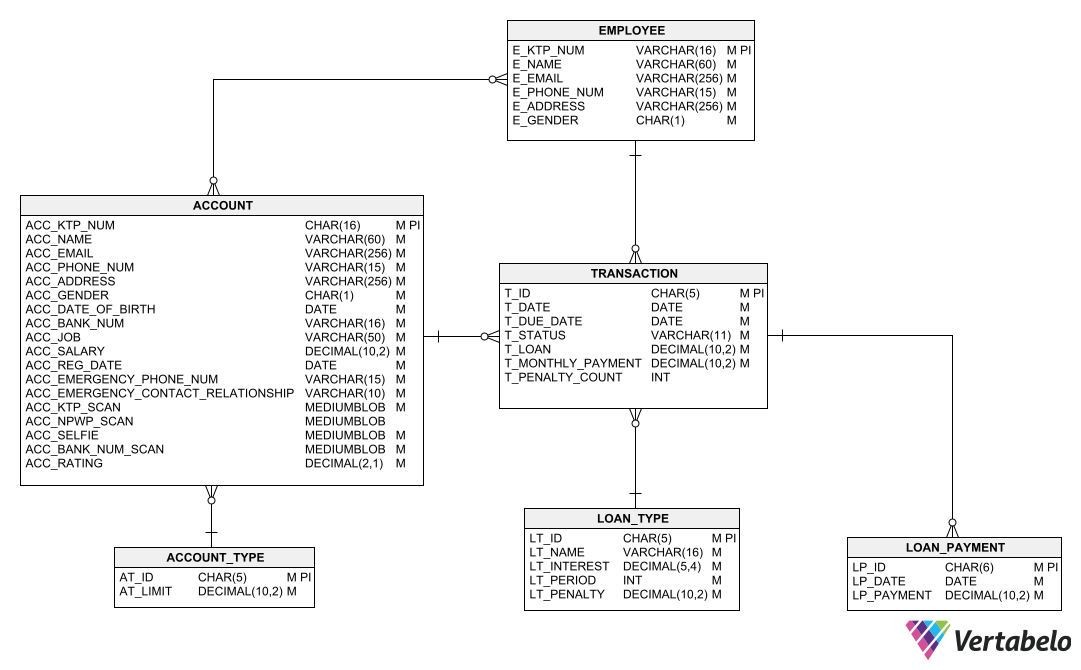 EMPLOYEE
E_KTP_NUM VARCHAR(16) M PI
E_NAME VARCHAR(60) M
E_EMAIL VARCHAR(256) M
E_PHONE_NUM VARCHAR(15) M
E_ADDRESS VARCHAR(256) M
E_GENDER CHAR(1) M
ACCOUNT
ACC_KTP_NUM CHAR(16) M PI
ACC_NAME VARCHAR(60) M
ACC_EMAIL VARCHAR(256) M
ACC_PHONE_NUM VARCHAR(15) M
ACC_ADDRESS VARCHAR(256) M
ACC_GENDER CHAR(1) M
ACC_DATE_OF_BIRTH DATE M
ACC_BANK_NUM VARCHAR(16) M
ACC_JOB VARCHAR(50) M
ACC_SALARY DECIMAL(10,2) M
ACC_REG_DATE DATE M
ACC_EMERGENCY_PHONE_NUM VARCHAR(15) M
ACC_EMERGENCY_CONTACT_RELATIONSHIP VARCHAR(10) M
ACC_KTP_SCAN MEDIUMBLOB M
ACC_NPWP_SCAN MEDIUMBLOB
ACC_SELFIE MEDIUMBLOB M
ACC_BANK_NUM_SCAN MEDIUMBLOB M
ACC_RATING DECIMAL(2,1) M
TRANSACTION
T_ID CHAR(5) M PI
T_DATE DATE M
T_DUE_DATE DATE M
T_STATUS VARCHAR(11) M
T_LOAN DECIMAL(10,2) M
T_MONTHLY_PAYMENT DECIMAL(10,2) M
T_PENALTY_COUNT INT
ACCOUNT_TYPE
AT_ID CHAR(5) M PI
AT_LIMIT DECIMAL(10,2) M
LOAN_TYPE
LT_ID CHAR(5) M PI
LT_NAME VARCHAR(16) M
LT_INTEREST DECIMAL(5,4) M
LT_PERIOD INT M
LT_PENALTY DECIMAL(10,2) M
LOAN_PAYMENT
LP_ID CHAR(6) M PI
LP_DATE DATE M
LP_PAYMENT DECIMAL(10,2) M
Vertabelo